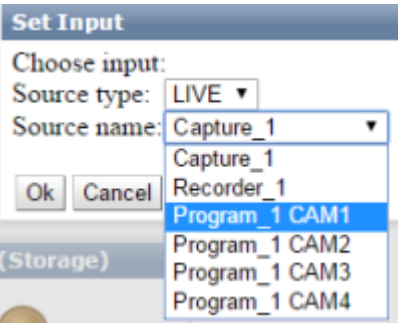 Set Input
Choose input:
Source type: LIVE
Source name: Capture_1
Capture_1
Recorder_1
Program_1 CAM1
Program_1 CAM2
Program_1 CAM3
Program_1 CAM4
Ok Cancel
(Storage)